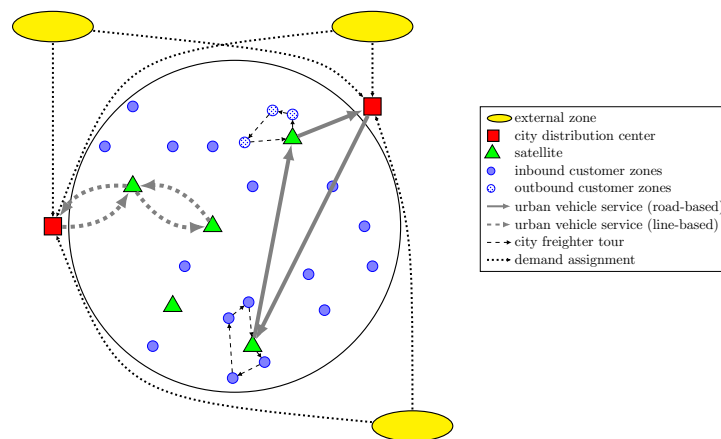 external zone
city distribution center
satellite
inbound customer zones
outbound customer zones
urban vehicle service (road-based)
urban vehicle service (line-based)
city freighter tour
demand assignment